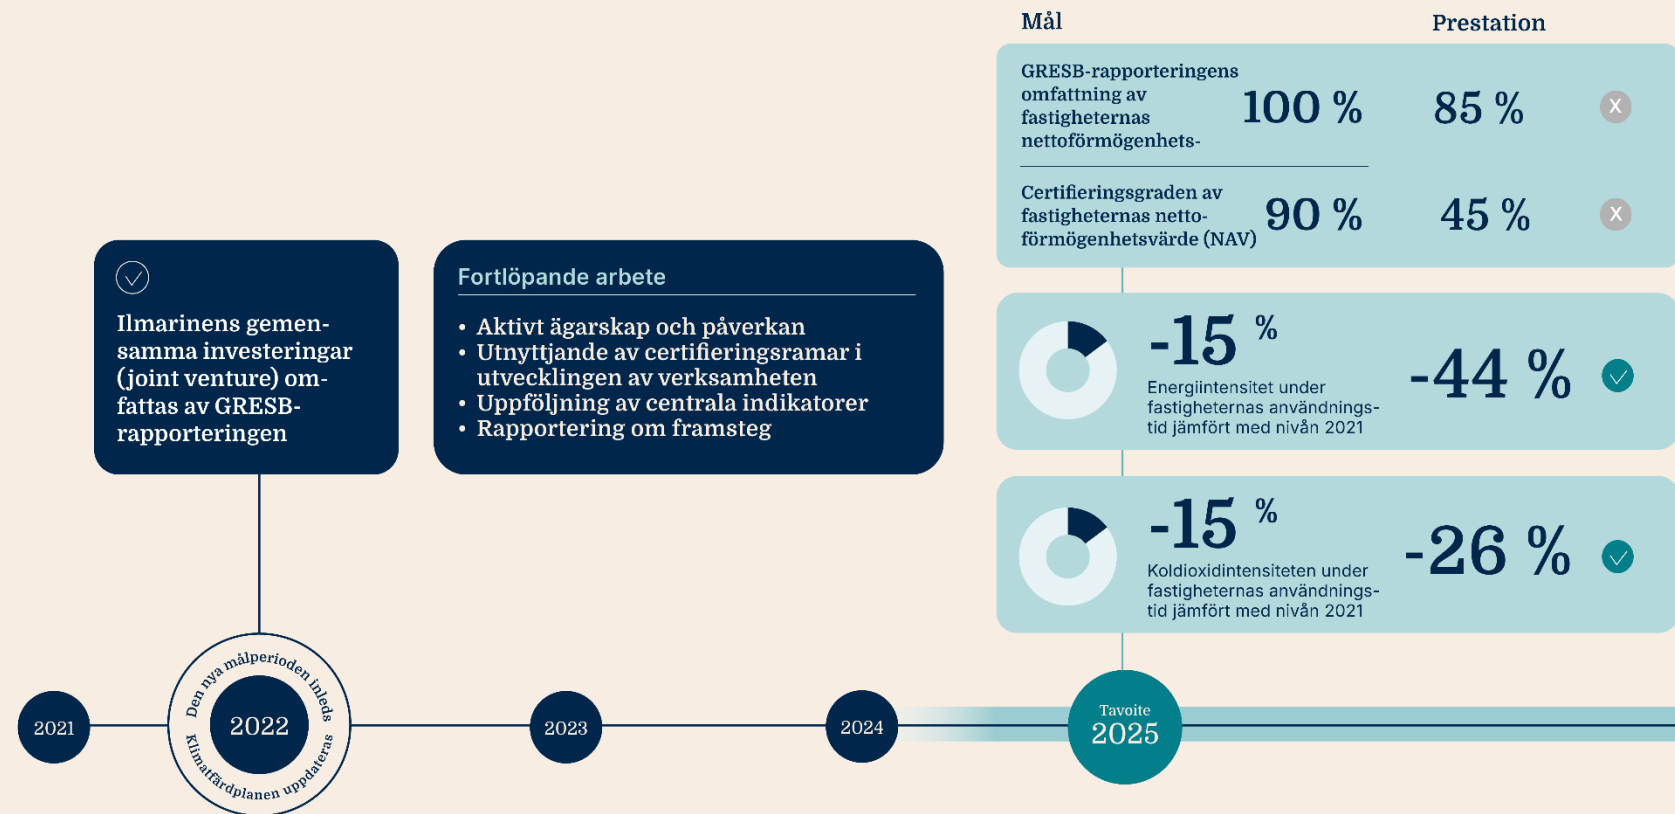 Mål
Prestation
GRESB-rapporteringens
omfattning av
fastigheternas
nettoförmögenhets-
100 %
85 %
X
Certifieringsgraden av
fastigheternas netto-
förmögenhetsvärde (NAV)
90 %
45 %
X
Ilmarinens gemen-
samma investeringar
(joint venture) om-
fattas av GRESB-
rapporteringen
Fortlöpande arbete
• Aktivt ägarskap och påverkan
• Utnyttjande av certifieringsramar i
utvecklingen av verksamheten
• Uppföljning av centrala indikatorer
• Rapportering om framsteg
-15 %
Energiintensitet under
fastigheternas användnings-
tid jämfört med nivån 2021
-44 %
-15 %
Koldioxidintensiteten under
fastigheternas användnings-
tid jämfört med nivån 2021
-26 %
2021
Den nya målperioden inleds
2022
Klimatfärdplanen uppdateras
2023
2024
Tavoite
2025